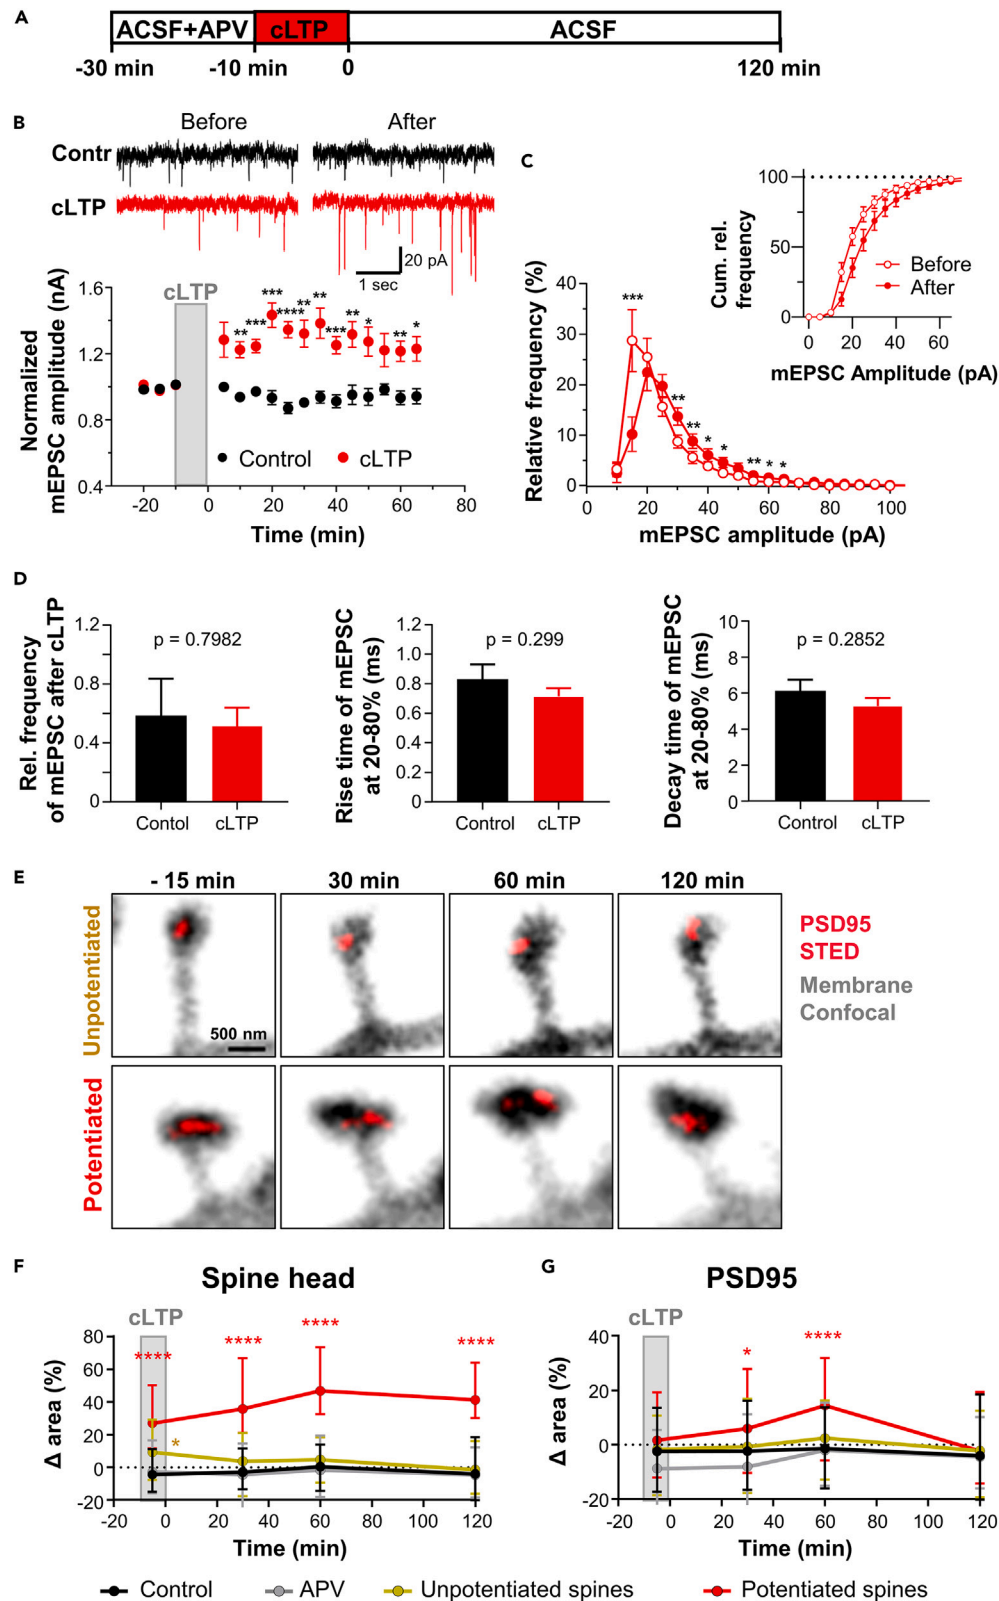 A
ACSF+APV cLTP ACSF
-30 min -10 min 0 120 min
B
Before After
Contr
cLTP
20 pA
1 sec
Normalized
mEPSC amplitude (nA)
1.6
1.2
0.8
0.4
cLTP
** *** *** **** ** ** *** ** * ** *
Control cLTP
-20 0 20 40 60 80
Time (min)
C
Relative frequency (%)
40
30
20
10
0
*** ** ** * * ** * *
0 20 40 60 80 100
mEPSC amplitude (pA)
Cum. rel.
frequency
100
50
0
Before
After
20 40 60
mEPSC Amplitude (pA)
D
Rel. frequency
of mEPSC after cLTP
1.2
0.8
0.4
0
p = 0.7982
Contol cLTP
Rise time of mEPSC
at 20-80% (ms)
1.2
1.0
0.8
0.6
0.4
0.2
0
p = 0.299
Control cLTP
Decay time of mEPSC
at 20-80% (ms)
10
8
6
4
2
0
p = 0.2852
Control cLTP
E
- 15 min 30 min 60 min 120 min
Unpotentiated
500 nm
PSD95
STED
Membrane
Confocal
Potentiated
F
Spine head
cLTP
Δ area (%)
80
60
40
20
0
-20
**** **** **** ****
*
-20 0 20 40 60 80 100 120
Time (min)
G
PSD95
cLTP
Δ area (%)
40
20
0
-20
* ****
-20 0 20 40 60 80 100 120
Time (min)
Control APV Unpotentiated spines Potentiated spines